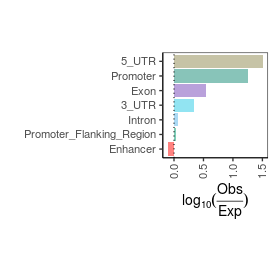 5_UTR
Promoter
Exon
3_UTR
Intron
Promoter_Flanking_Region
Enhancer
0.0 0.5 1.0 1.5
log10(Obs/Exp)